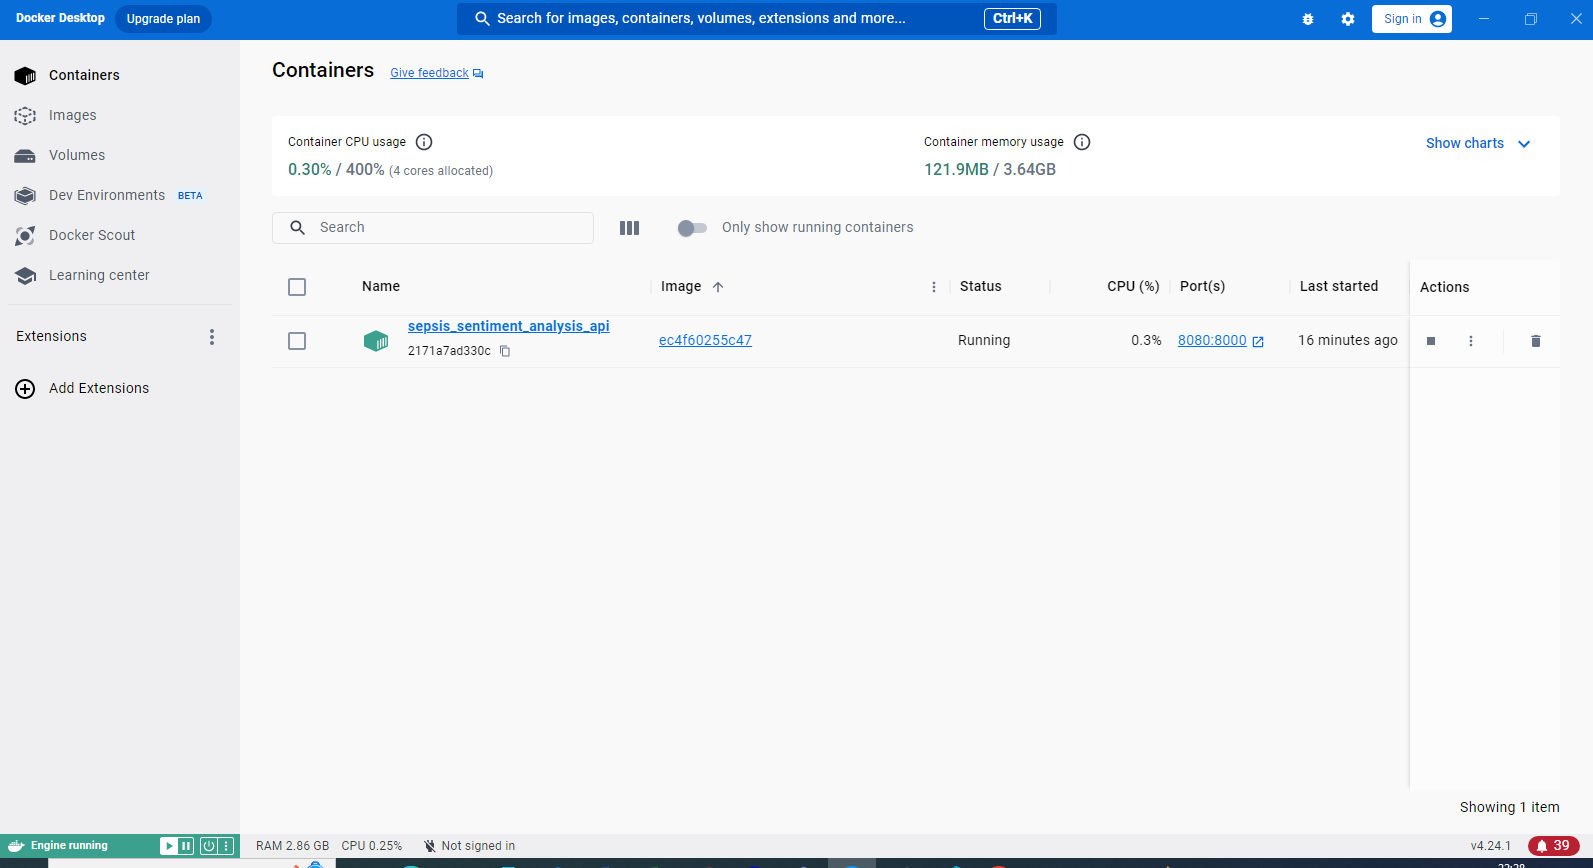 Docker Desktop
Upgrade plan
Search for images, containers, volumes, extensions and more...
Ctrl+K
Sign in
Containers
Images
Volumes
Dev Environments BETA
Docker Scout
Learning center
Extensions
Add Extensions
Containers
Give feedback
Container CPU usage
0.30% / 400% (4 cores allocated)
Container memory usage
121.9MB / 3.64GB
Show charts
Search
Only show running containers
Name Image Status CPU (%) Port(s) Last started Actions
sepsis_sentiment_analysis_api
2171a7ad330c
ec4f60255c47
Running
0.3%
8080:8000
16 minutes ago
Showing 1 item
Engine running
RAM 2.86 GB CPU 0.25%
Not signed in
v4.24.1
39